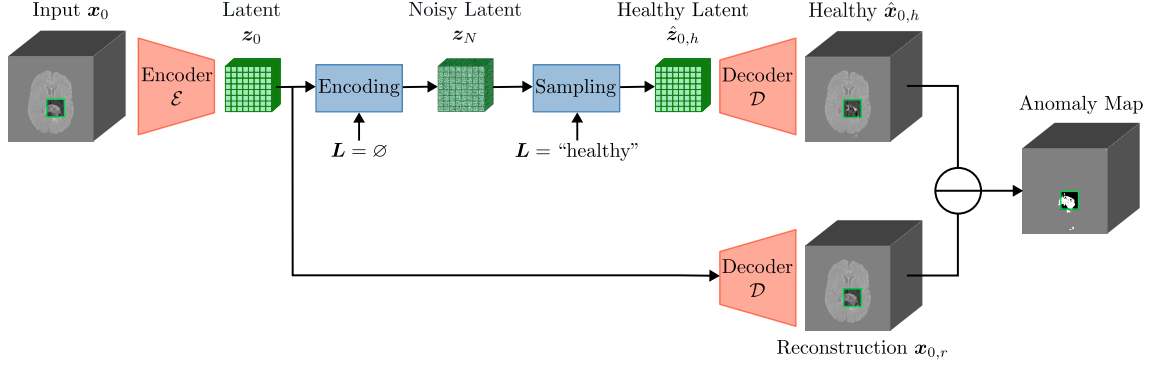 Input 𝒙₀
Latent
𝒛₀
Noisy Latent
𝒛_N
Healthy Latent
𝒛̂₀,ₕ
Healthy 𝒙̂₀,ₕ
Encoder
ℰ
Encoding
Sampling
Decoder
𝒟
Anomaly Map
𝑳 = ∅
𝑳 = “healthy”
Decoder
𝒟
Reconstruction 𝒙₀,ᵣ